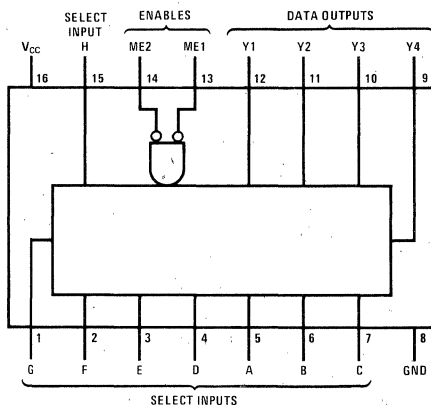 SELECT INPUT ENABLES DATA OUTPUTS
VCC H ME2 ME1 Y1 Y2 Y3 Y4
16 15 14 13 12 11 10 9
1 2 3 4 5 6 7 8
G F E D A B C GND
SELECT INPUTS